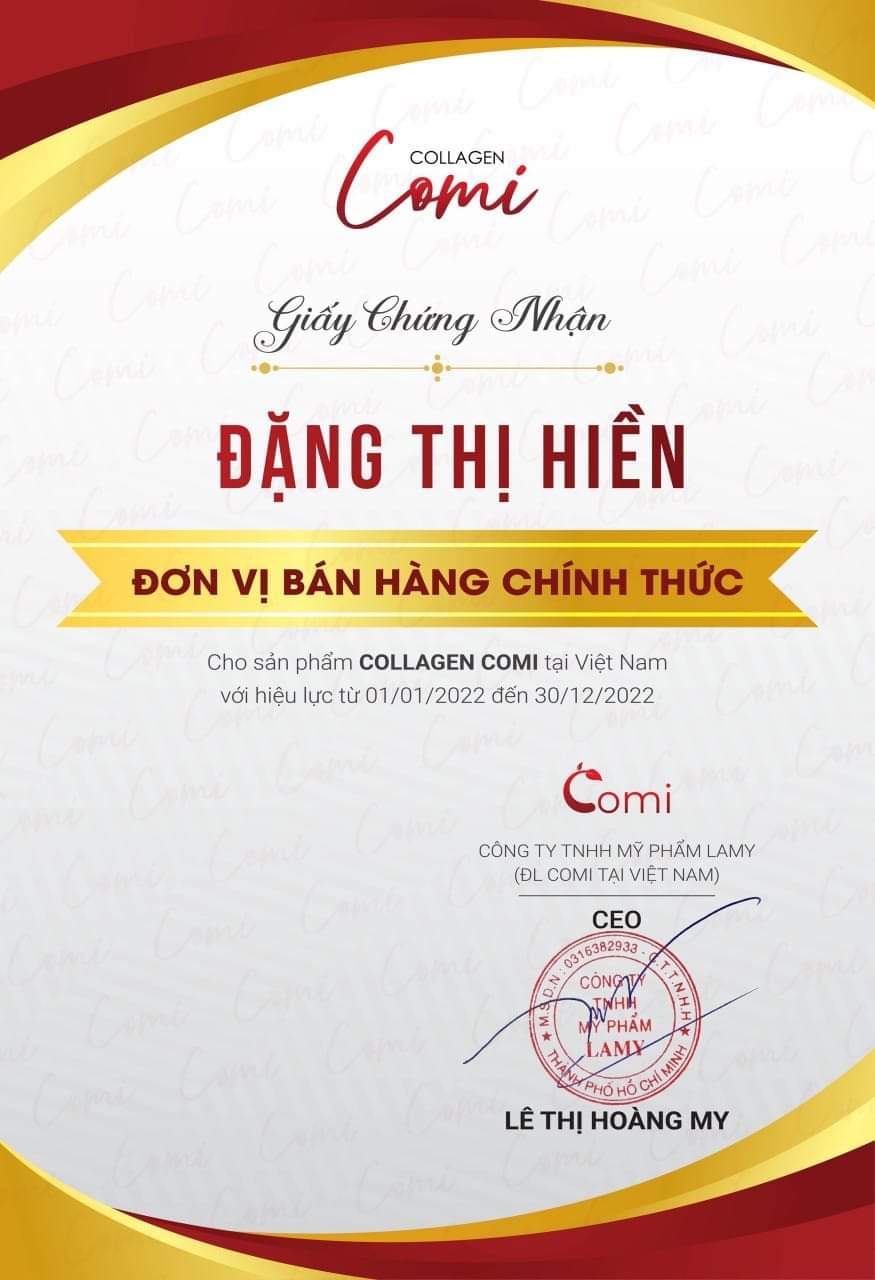 COLLAGEN
Comi
Giấy Chứng Nhận
ĐẶNG THỊ HIỀN
ĐƠN VỊ BÁN HÀNG CHÍNH THỨC
Cho sản phẩm COLLAGEN COMI tại Việt Nam
với hiệu lực từ 01/01/2022 đến 30/12/2022
Comi
CÔNG TY TNHH MỸ PHẨM LAMY
(ĐL COMI TẠI VIỆT NAM)
CEO
M.S.D.N: 0316382933 - C.T.T.N.H.H
CÔNG TY
TNHH
MỸ PHẨM
LAMY
THÀNH PHỐ HỒ CHÍ MINH
LÊ THỊ HOÀNG MY